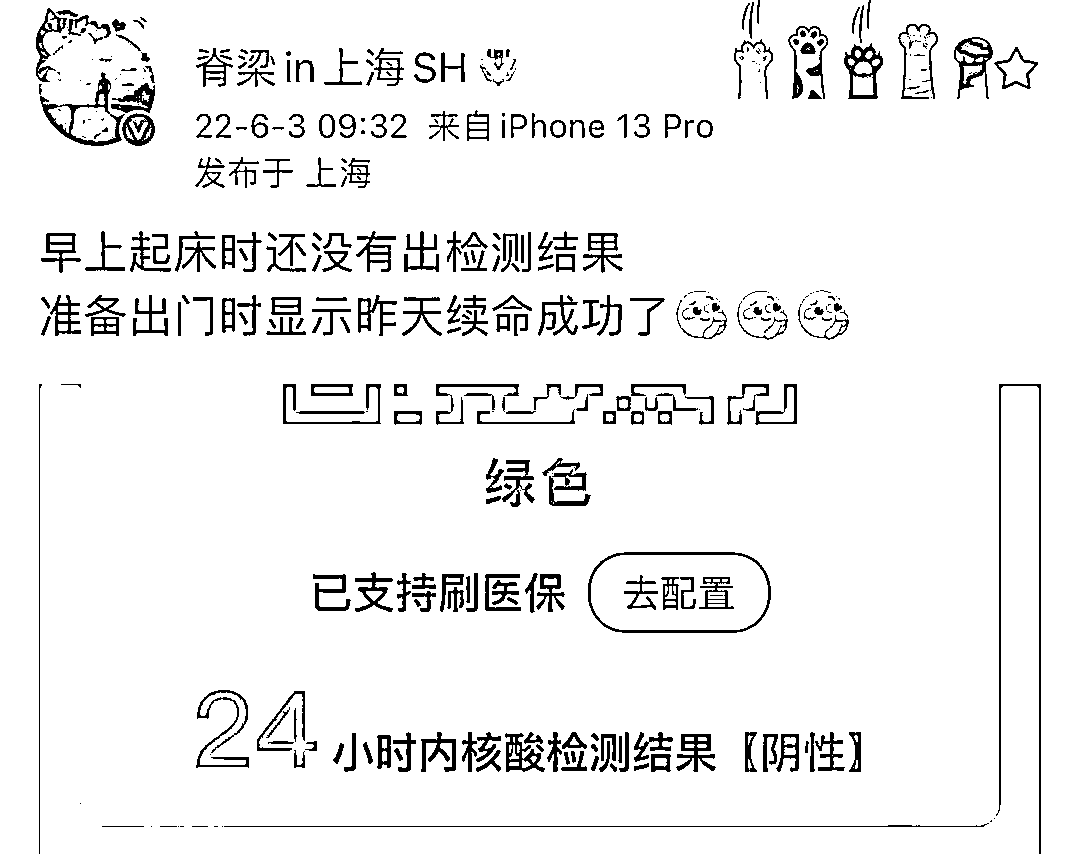 脊梁in上海SH
22-6-3 09:32 来自iPhone 13 Pro
发布于 上海
早上起床时还没有出检测结果
准备出门时显示昨天续命成功了
绿色
已支持刷医保 去配置
24小时内核酸检测结果【阴性】